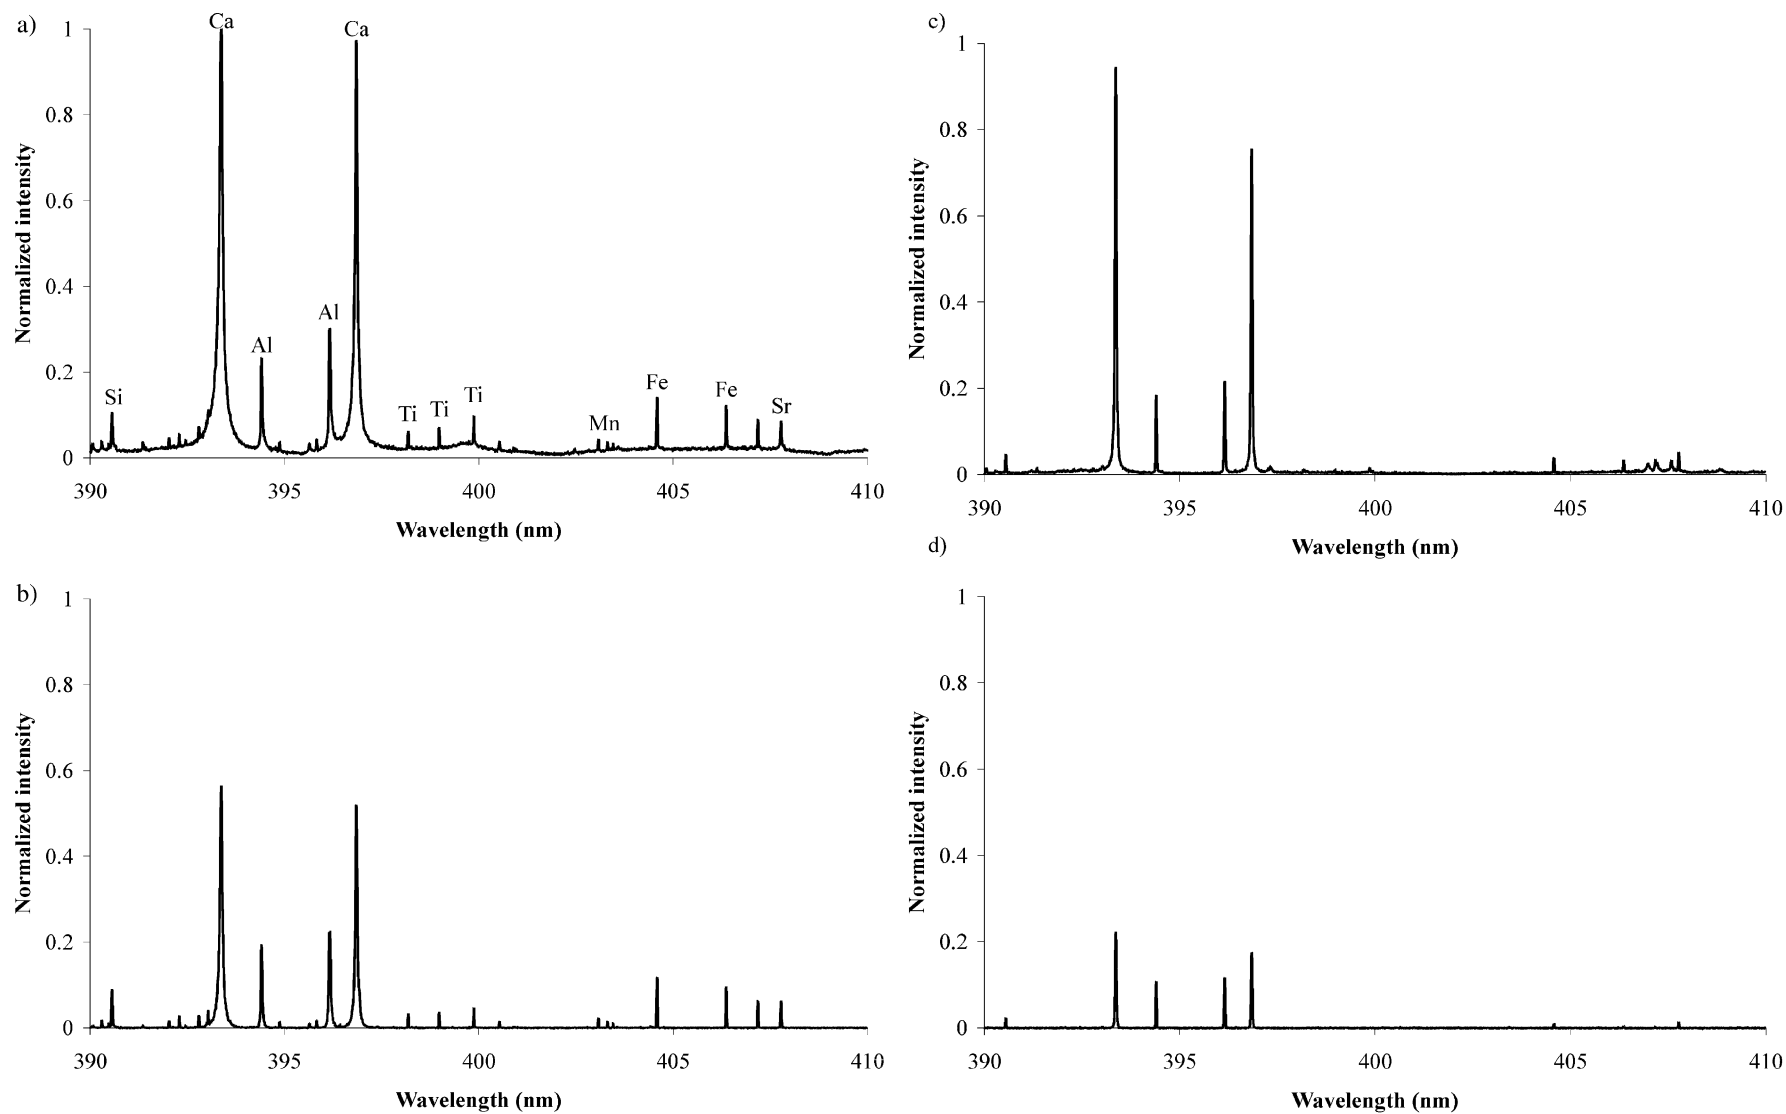 a)
Normalized intensity
1
0.8
0.6
0.4
0.2
0
Ca
Ca
Al
Al
Si
Ti
Ti
Ti
Mn
Fe
Fe
Sr
390 395 400 405 410
Wavelength (nm)
b)
Normalized intensity
1
0.8
0.6
0.4
0.2
0
390 395 400 405 410
Wavelength (nm)
c)
Normalized intensity
1
0.8
0.6
0.4
0.2
0
390 395 400 405 410
Wavelength (nm)
d)
Normalized intensity
1
0.8
0.6
0.4
0.2
0
390 395 400 405 410
Wavelength (nm)